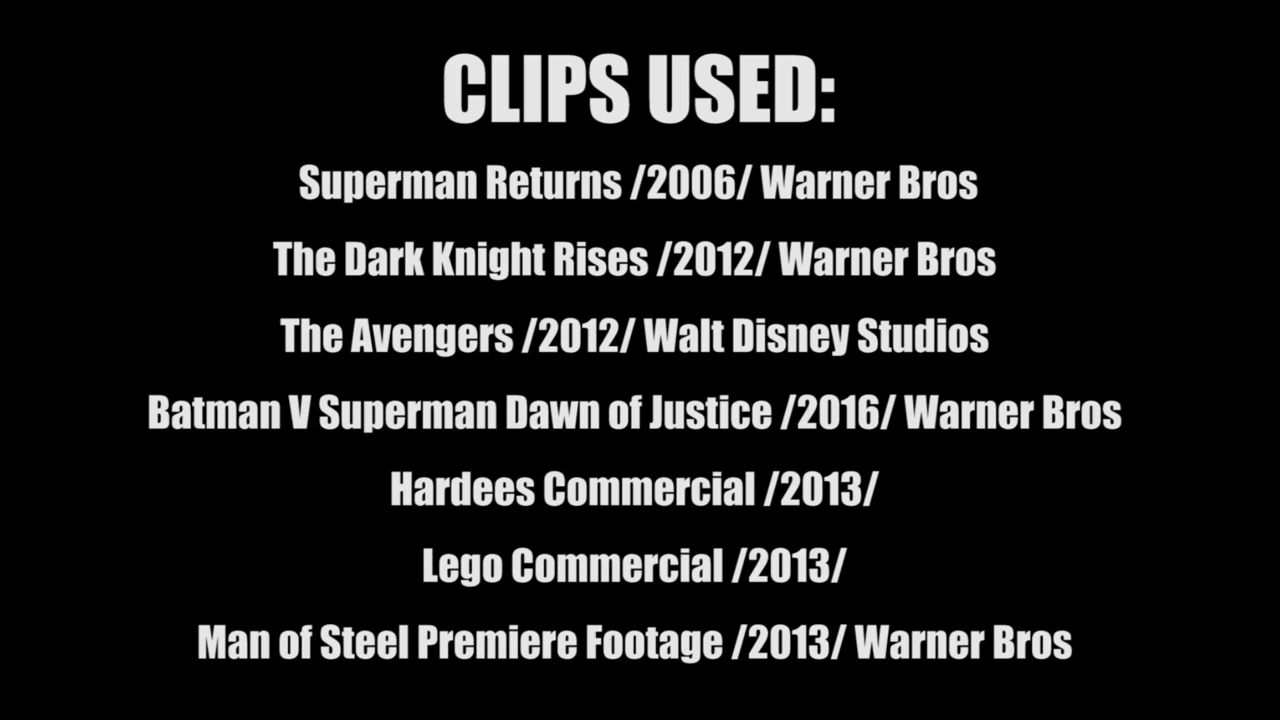 CLIPS USED:
Superman Returns /2006/ Warner Bros
The Dark Knight Rises /2012/ Warner Bros
The Avengers /2012/ Walt Disney Studios
Batman V Superman Dawn of Justice /2016/ Warner Bros
Hardees Commercial /2013/
Lego Commercial /2013/
Man of Steel Premiere Footage /2013/ Warner Bros